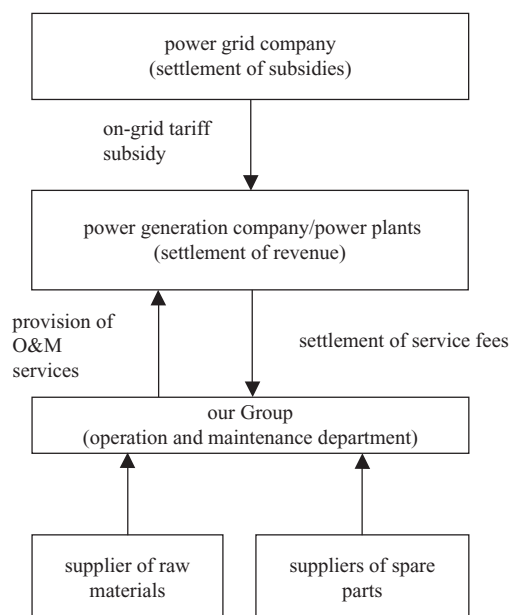 power grid company
(settlement of subsidies)
on-grid tariff
subsidy
power generation company/power plants
(settlement of revenue)
provision of
O&M
services
settlement of service fees
our Group
(operation and maintenance department)
supplier of raw
materials
suppliers of spare
parts